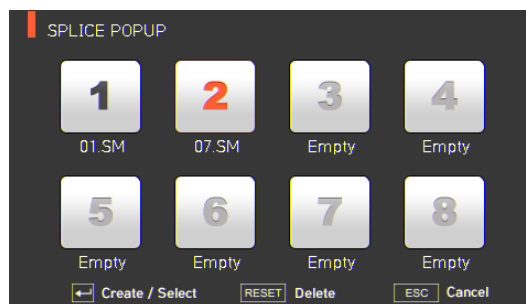 SPLICE POPUP
1 2 3 4
01.SM 07.SM Empty Empty
5 6 7 8
Empty Empty Empty Empty
Create / Select RESET Delete ESC Cancel